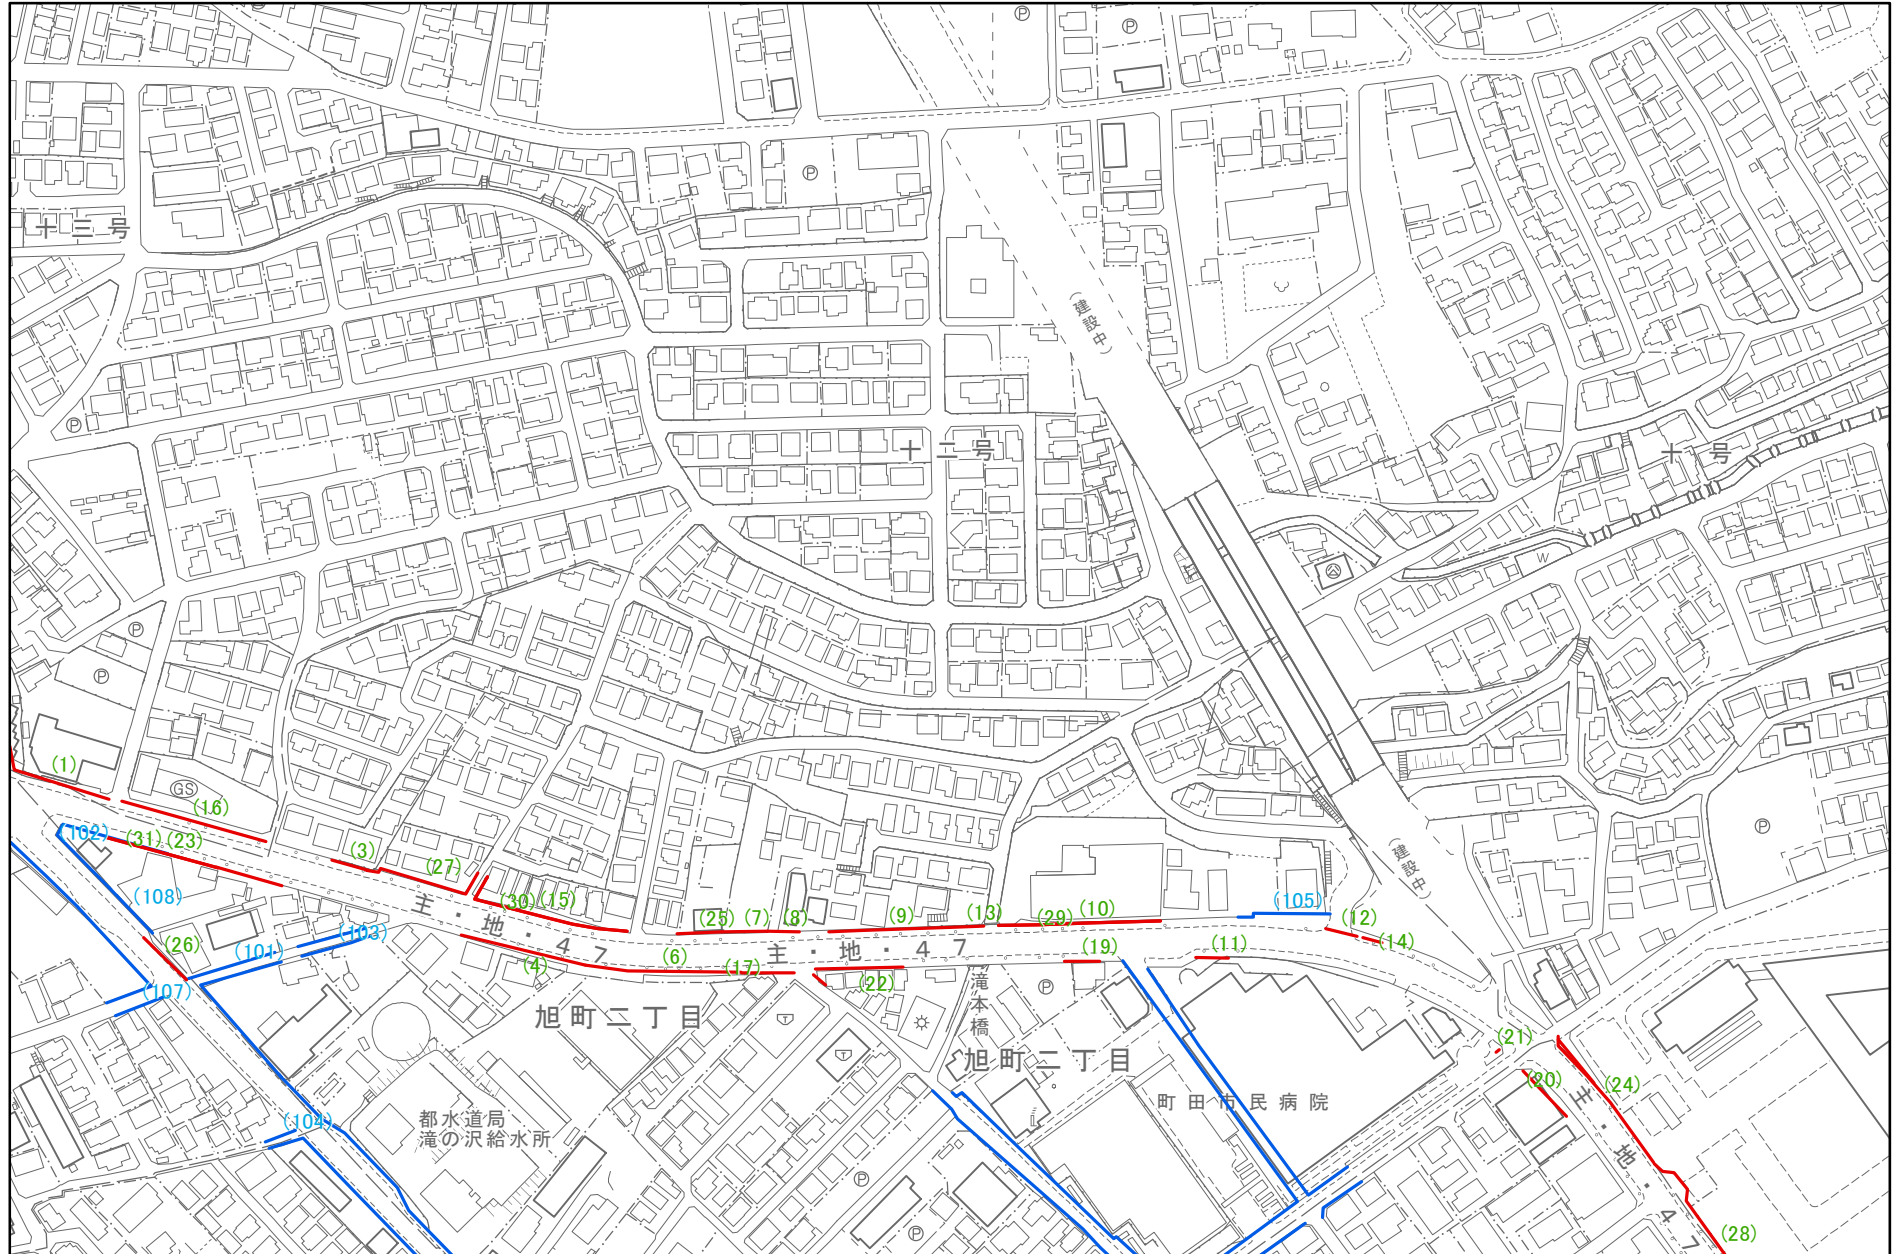 Ⓟ
Ⓟ
Ⓟ
十三号
(建設中)
Ⓟ
十二号
十号
W
Ⓟ
Ⓟ
(1)
GS
(16)
(102)
(31)
(23)
(3)
(27)
(108)
(30)
(15)
主・地・47
(25)
(7)
(8)
(9)
(13)
(29)
(10)
(105)
(12)
(14)
(建設中)
Ⓟ
(26)
(101)
(103)
(107)
(4)
(6)
(17)
主・地・47
(22)
(19)
(11)
滝本橋
Ⓟ
旭町二丁目
旭町二丁目
(21)
(20)
(24)
主・地・47
(104)
都水道局
滝の沢給水所
町田市民病院
Ⓟ
Ⓟ
(28)